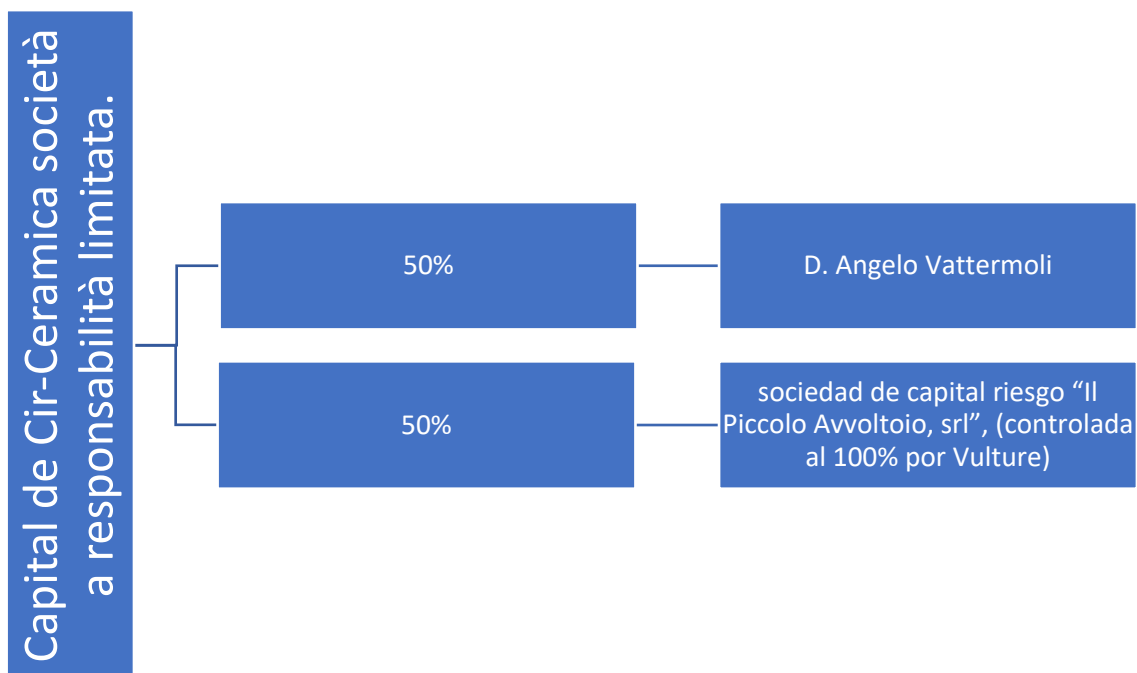 Capital de Cir-Ceramica società
a responsabilità limitata.
50%
D. Angelo Vattermoli
50%
sociedad de capital riesgo “Il
Piccolo Avvoltoio, srl”, (controlada
al 100% por Vulture)